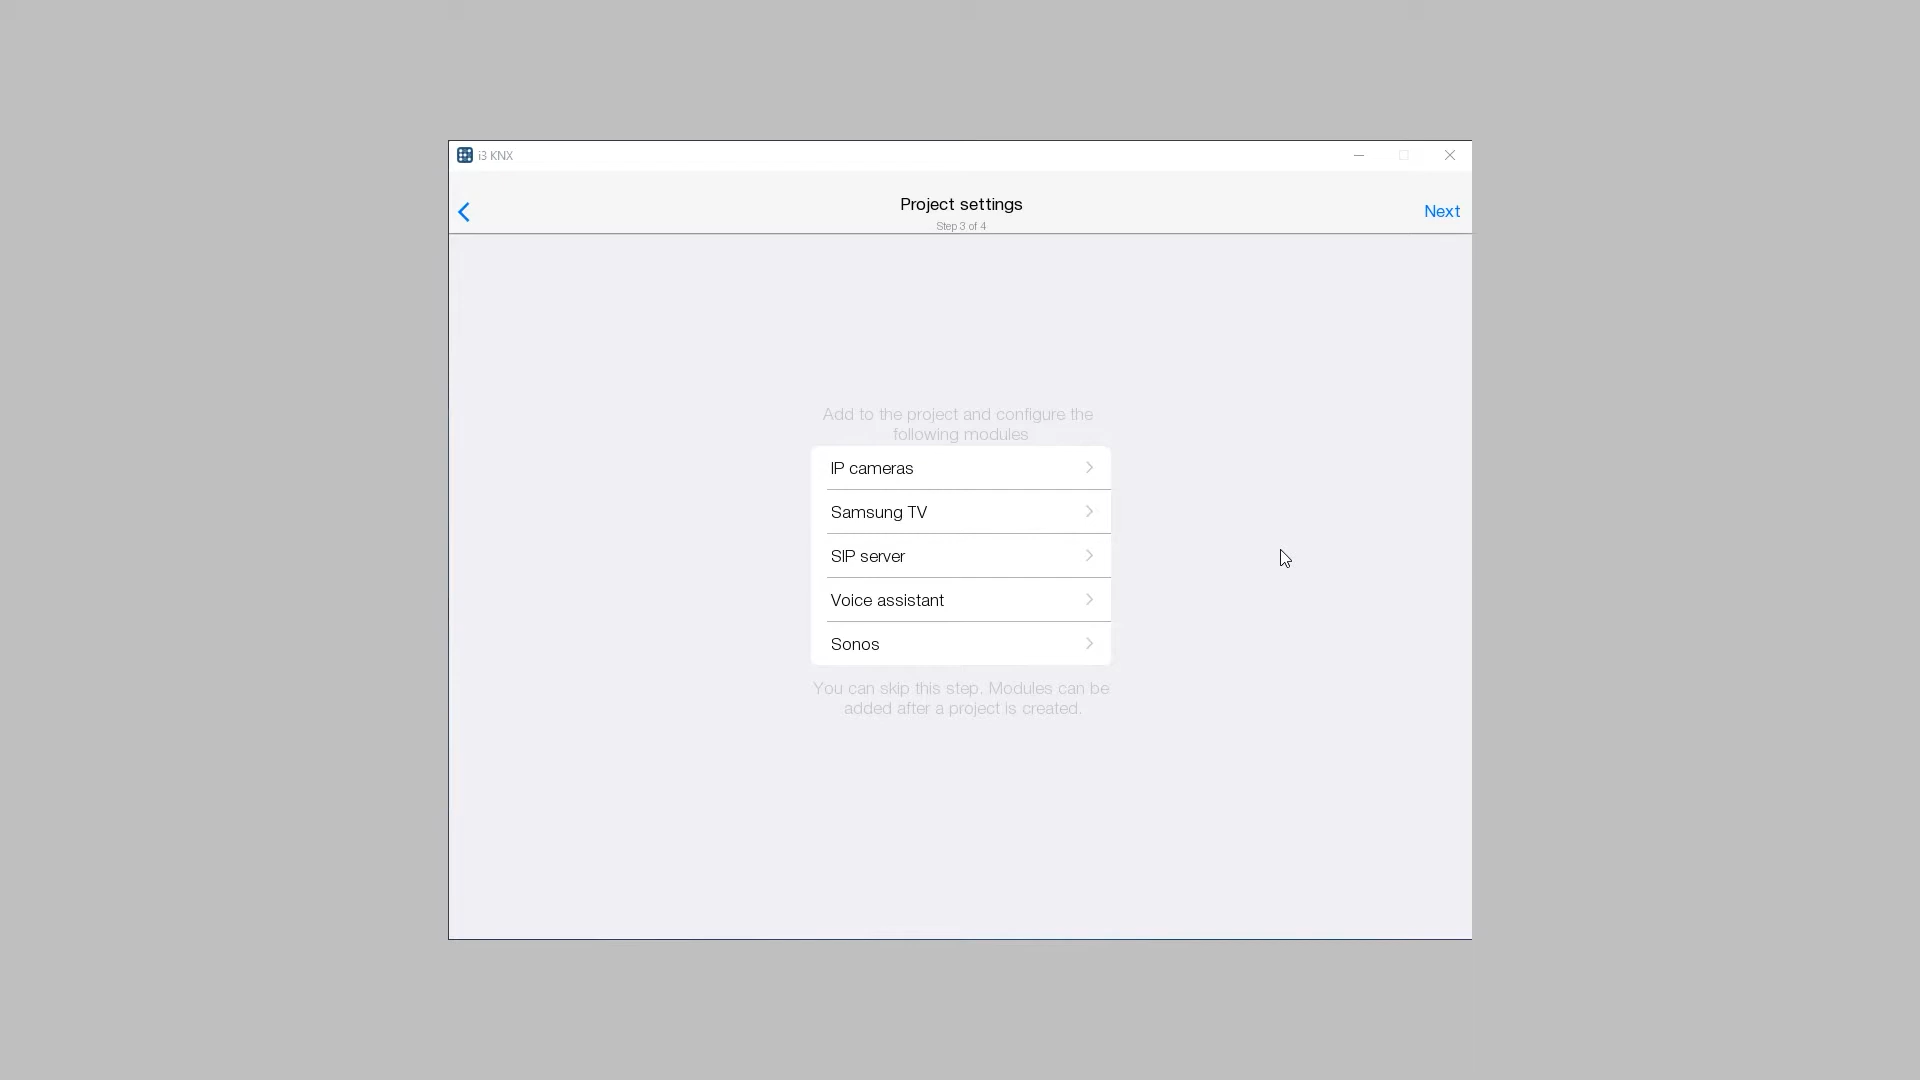 i3 KNX
Project settings
Next
Step 3 of 4
Add to the project and configure the
following modules
IP cameras
Samsung TV
SIP server
Voice assistant
Sonos
You can skip this step. Modules can be
added after a project is created.